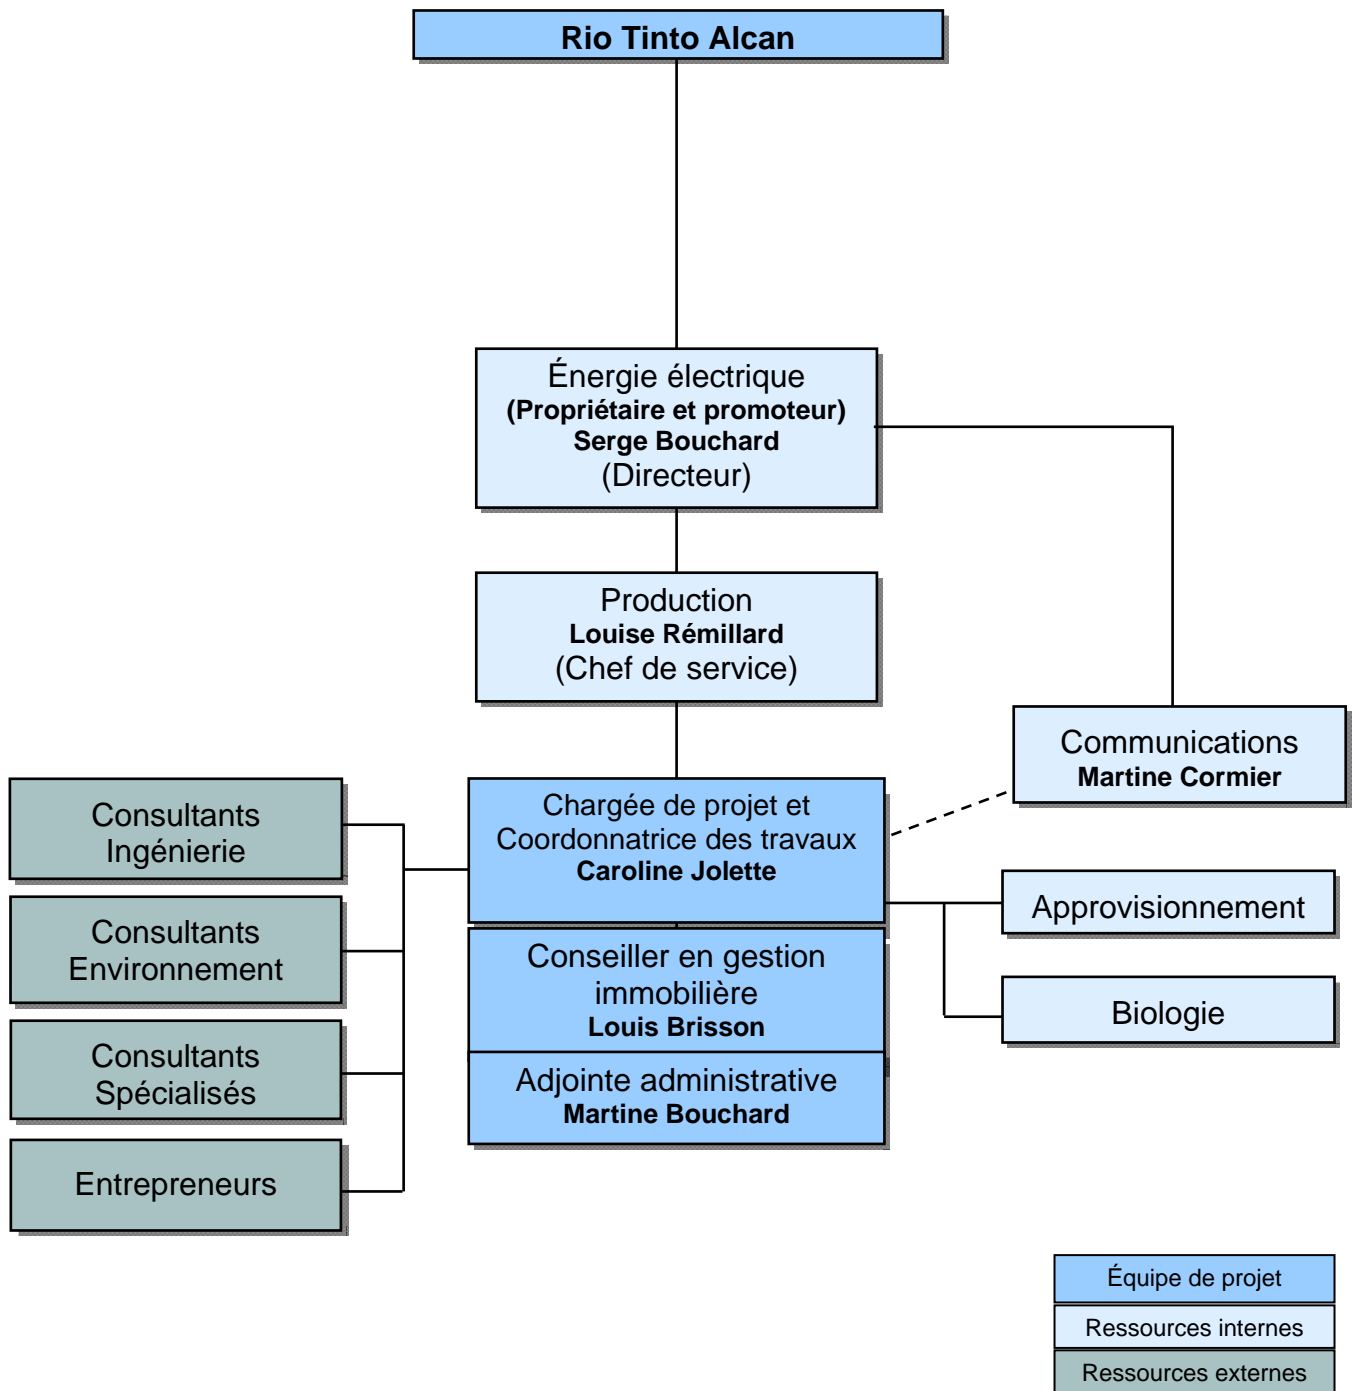 Rio Tinto Alcan
Énergie électrique
(Propriétaire et promoteur)
Serge Bouchard
(Directeur)
Production
Louise Rémillard
(Chef de service)
Communications
Martine Cormier
Chargée de projet et
Coordonnatrice des travaux
Caroline Jolette
Consultants
Ingénierie
Consultants
Environnement
Consultants
Spécialisés
Entrepreneurs
Approvisionnement
Biologie
Conseiller en gestion
immobilière
Louis Brisson
Adjointe administrative
Martine Bouchard
Équipe de projet
Ressources internes
Ressources externes